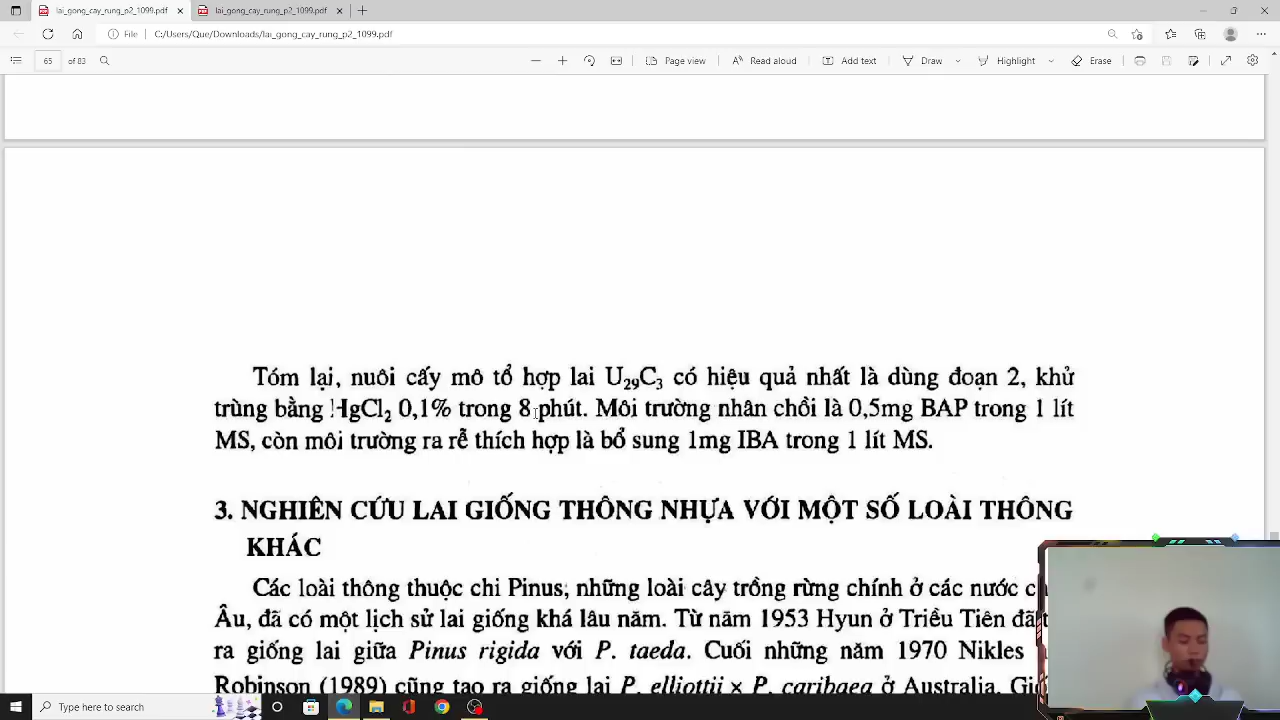 lai_gong_cay_rung_p2_1099.pdf
lai_gong_cay_rung_p2_1099.pdf
File C:/Users/Que/Downloads/lai_gong_cay_rung_p2_1099.pdf
65 of 83 Page view Read aloud Add text Draw Highlight Erase
Tóm lại, nuôi cấy mô tổ hợp lai U29C3 có hiệu quả nhất là dùng đoạn 2, khử
trùng bằng HgCl2 0,1% trong 8 phút. Môi trường nhân chồi là 0,5mg BAP trong 1 lít
MS, còn môi trường ra rễ thích hợp là bổ sung 1mg IBA trong 1 lít MS.
3. NGHIÊN CỨU LAI GIỐNG THÔNG NHỰA VỚI MỘT SỐ LOÀI THÔNG
KHÁC
Các loài thông thuộc chi Pinus, những loài cây trồng rừng chính ở các nước
Âu, đã có một lịch sử lai giống khá lâu năm. Từ năm 1953 Hyun ở Triều Tiên đã
ra giống lai giữa Pinus rigida với P. taeda. Cuối những năm 1970 Nikles
Robinson (1989) cũng tạo ra giống lai P. elliottii × P. caribaea ở Australia.
Type here to search